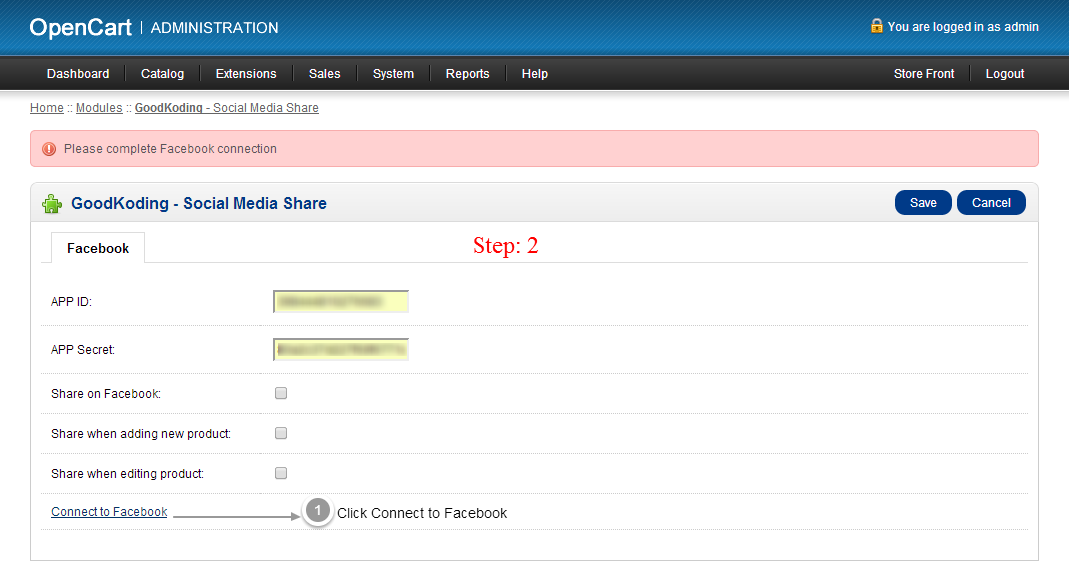 OpenCart | ADMINISTRATION
You are logged in as admin
Dashboard Catalog Extensions Sales System Reports Help Store Front Logout
Home :: Modules :: GoodKoding - Social Media Share
Please complete Facebook connection
GoodKoding - Social Media Share Save Cancel
Facebook
Step: 2
APP ID:
APP Secret:
Share on Facebook:
Share when adding new product:
Share when editing product:
Connect to Facebook 1 Click Connect to Facebook